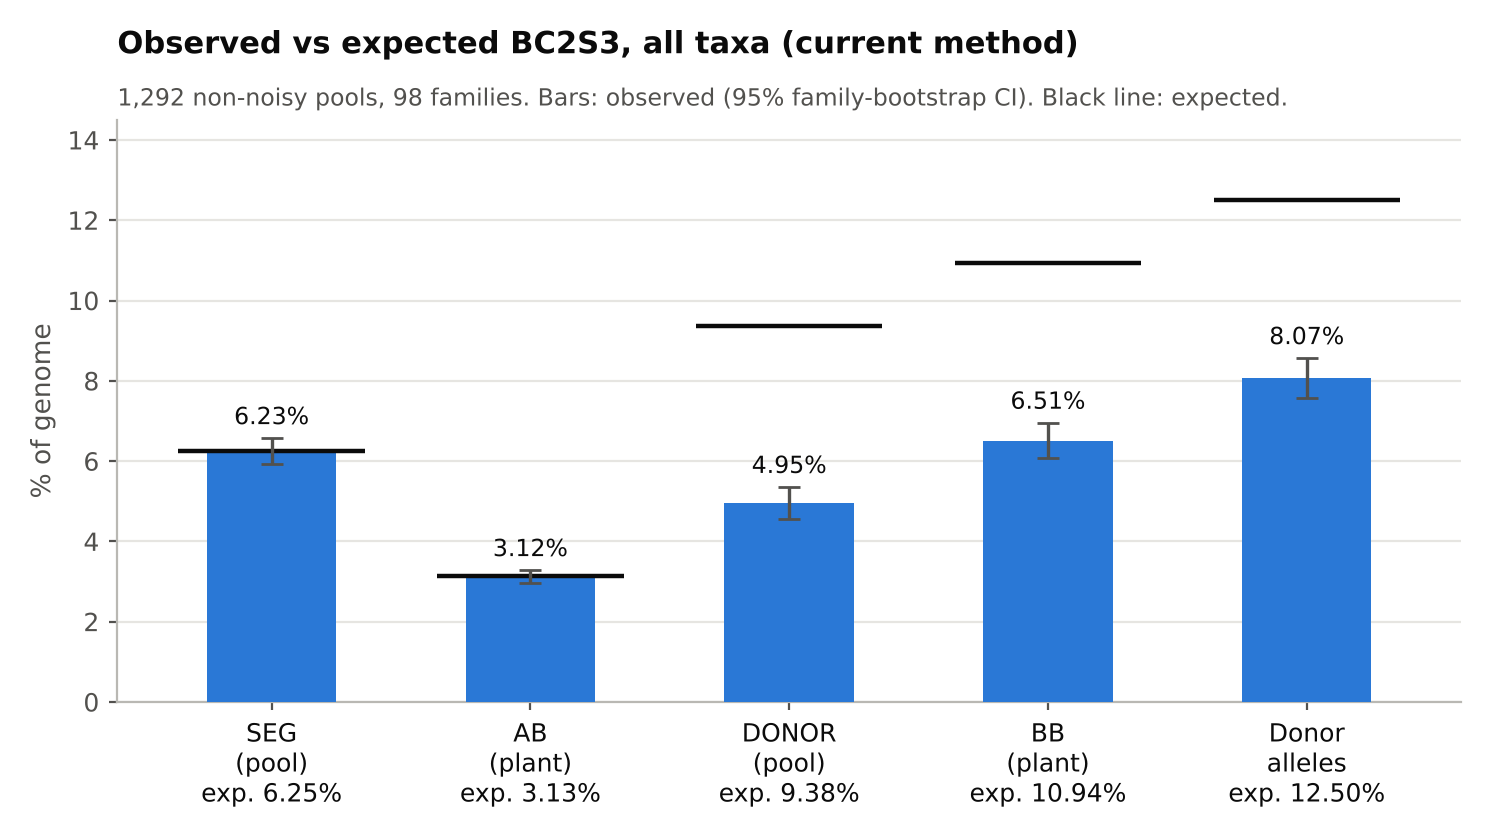 Observed vs expected BC2S3, all taxa (current method)
1,292 non-noisy pools, 98 families. Bars: observed (95% family-bootstrap CI). Black line: expected.
% of genome
14
12
10
8
6
4
2
0
6.23%
3.12%
4.95%
6.51%
8.07%
SEG
(pool)
exp. 6.25%
AB
(plant)
exp. 3.13%
DONOR
(pool)
exp. 9.38%
BB
(plant)
exp. 10.94%
Donor
alleles
exp. 12.50%